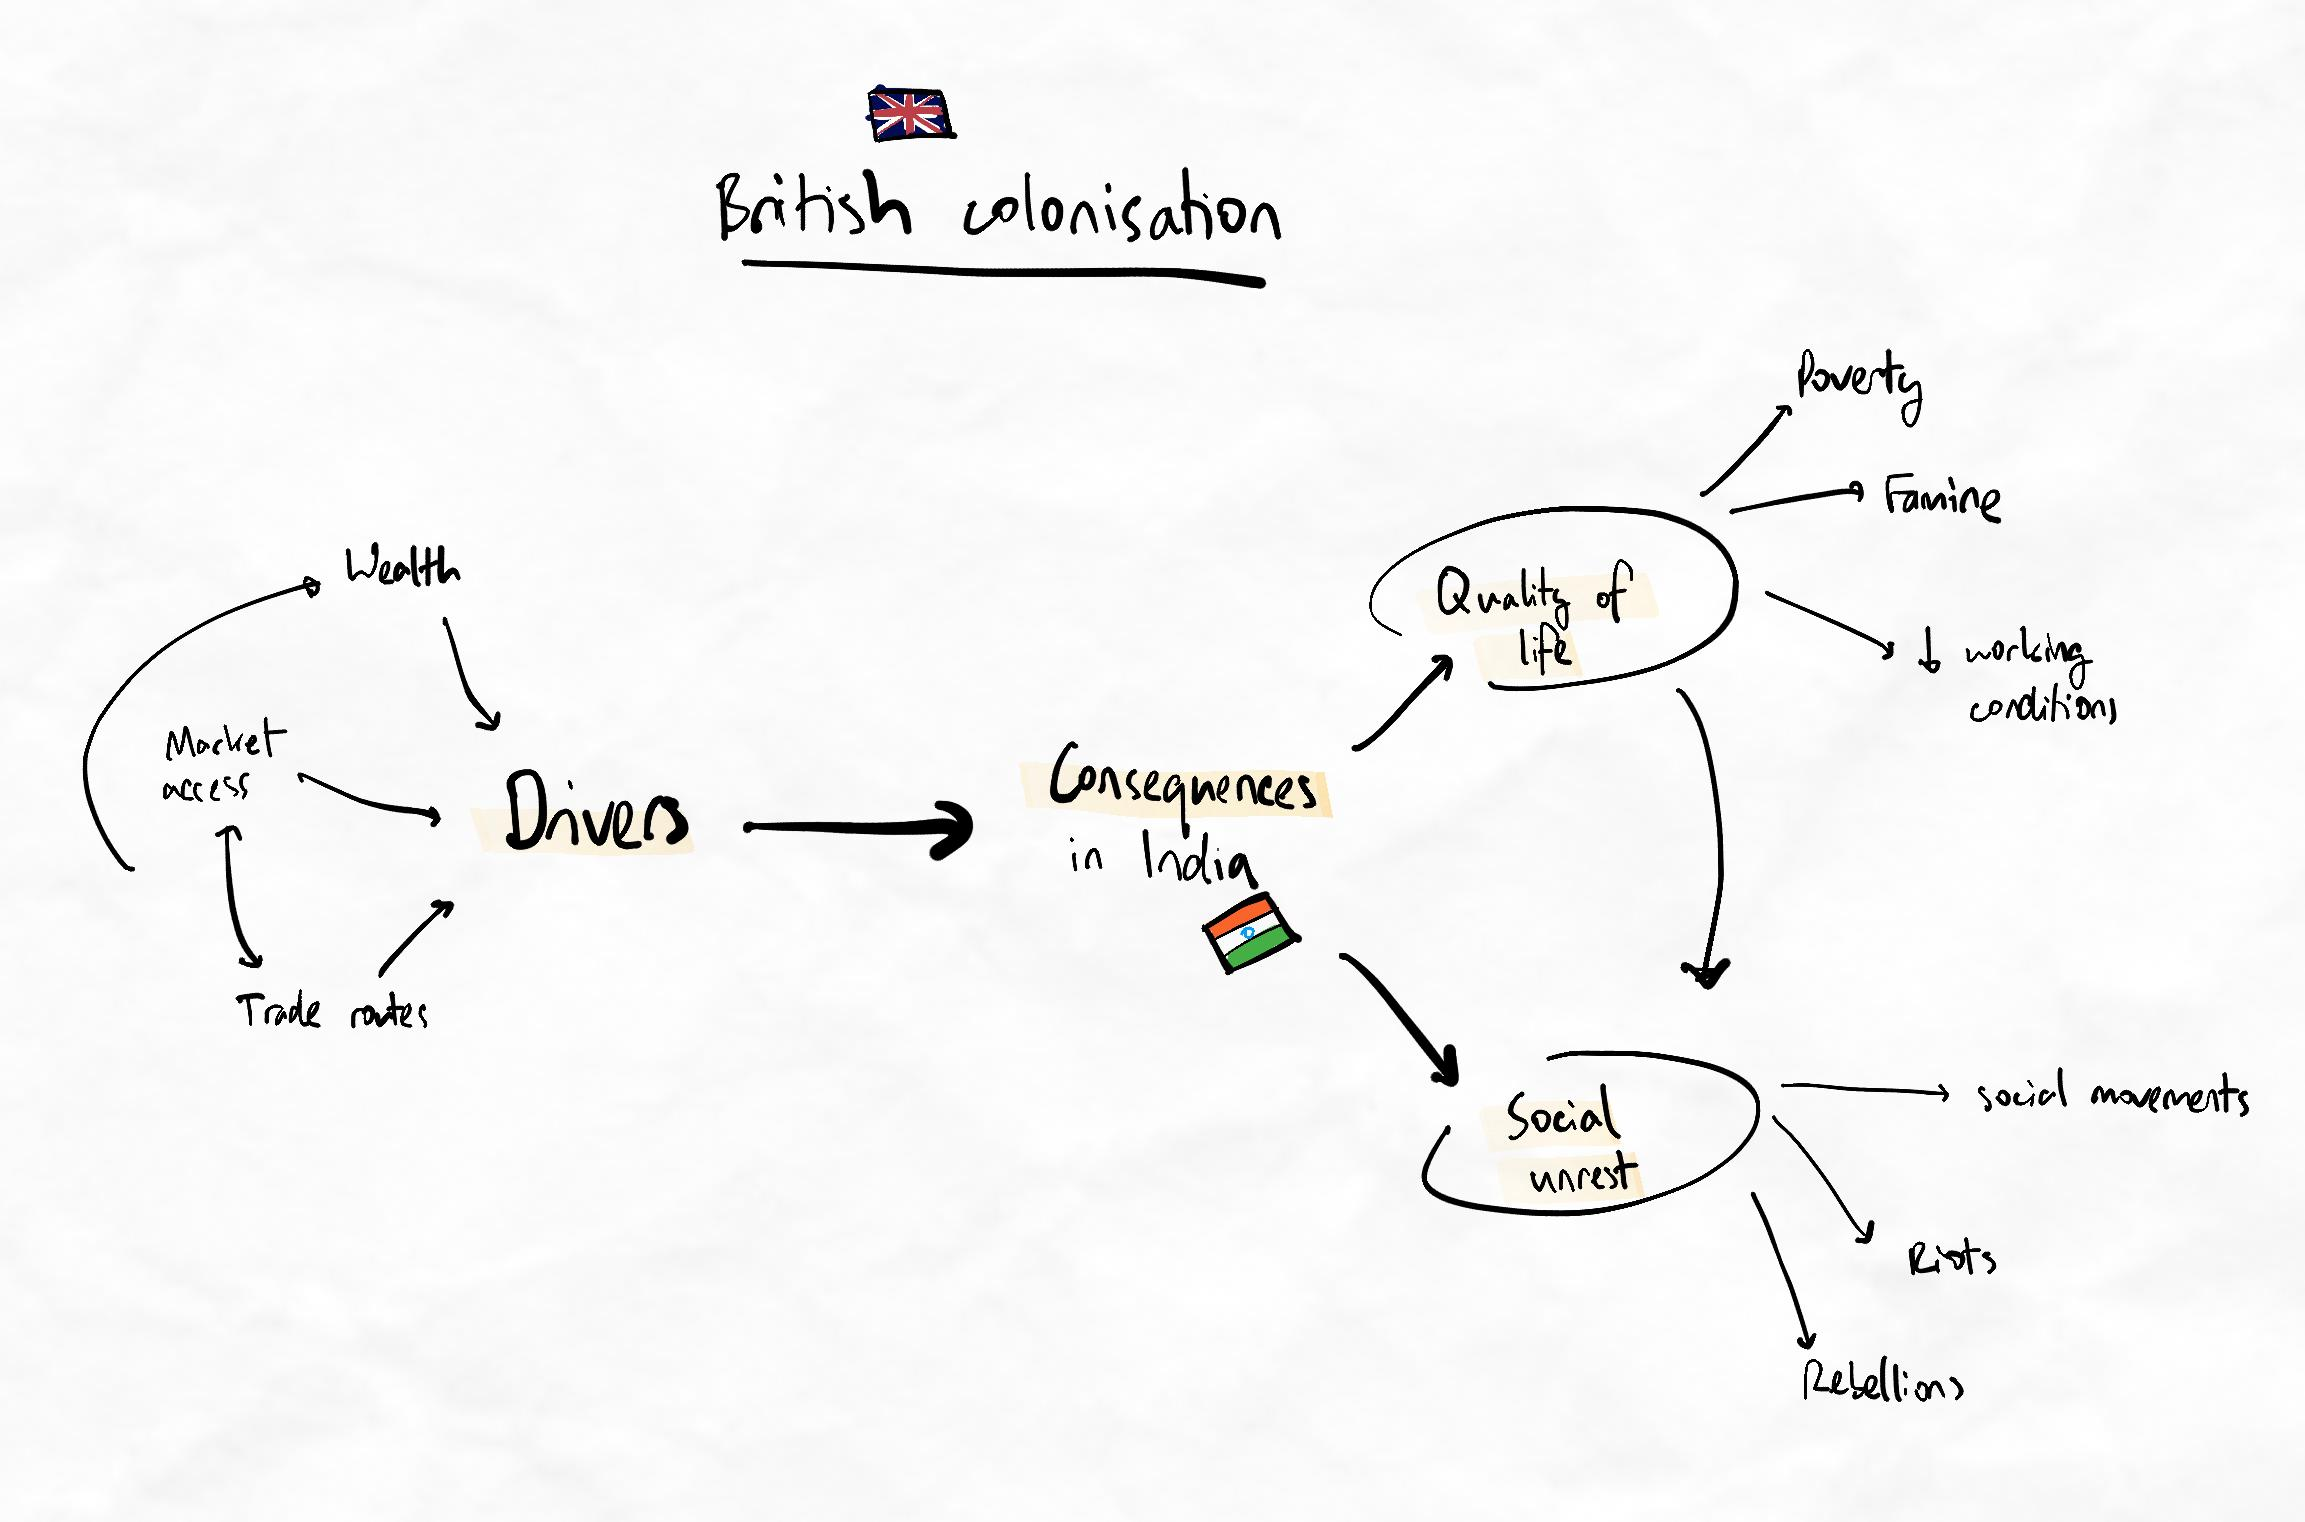 British colonisation
Wealth
Market
access
Trade routes
Drivers
Consequences
in India
Quality of
life
Poverty
Famine
↓ working
conditions
Social
unrest
social movements
Riots
Rebellions